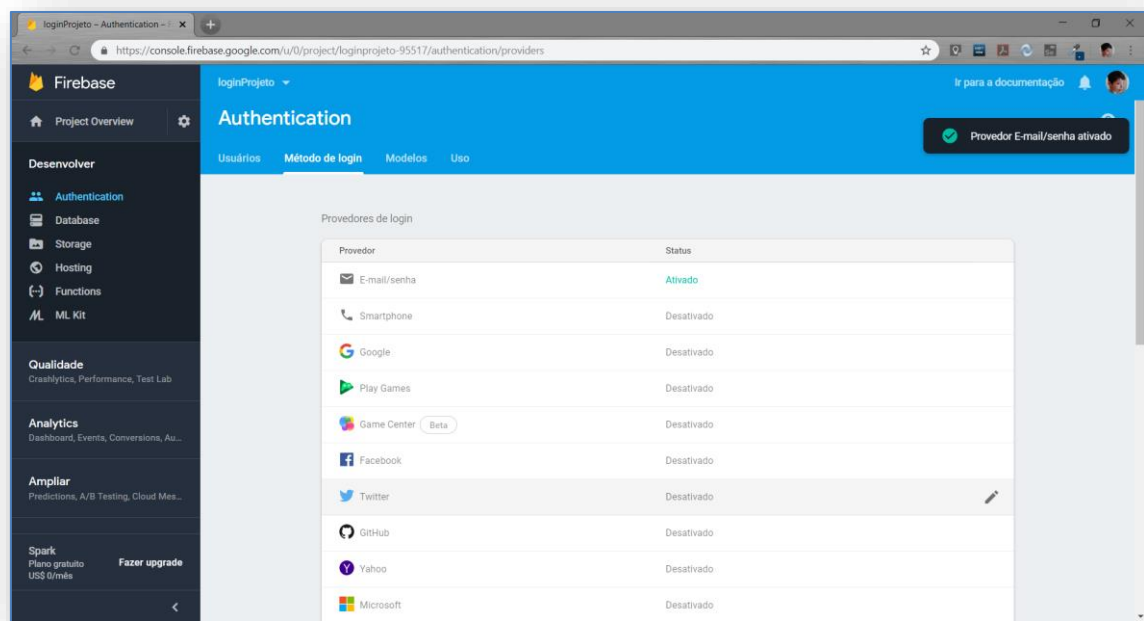 loginProjeto – Authentication –
https://console.firebase.google.com/u/0/project/loginprojeto-95517/authentication/providers
Firebase
loginProjeto
Ir para a documentação
Project Overview
Authentication
Provedor E-mail/senha ativado
Desenvolver
Usuários Método de login Modelos Uso
Authentication
Database
Storage
Hosting
Functions
ML Kit
Qualidade
Crashlytics, Performance, Test Lab
Analytics
Dashboard, Events, Conversions, Au...
Ampliar
Predictions, A/B Testing, Cloud Mes...
Spark
Plano gratuito
US$ 0/mês
Fazer upgrade
Provedores de login
Provedor Status
E-mail/senha Ativado
Smartphone Desativado
Google Desativado
Play Games Desativado
Game Center Beta Desativado
Facebook Desativado
Twitter Desativado
GitHub Desativado
Yahoo Desativado
Microsoft Desativado